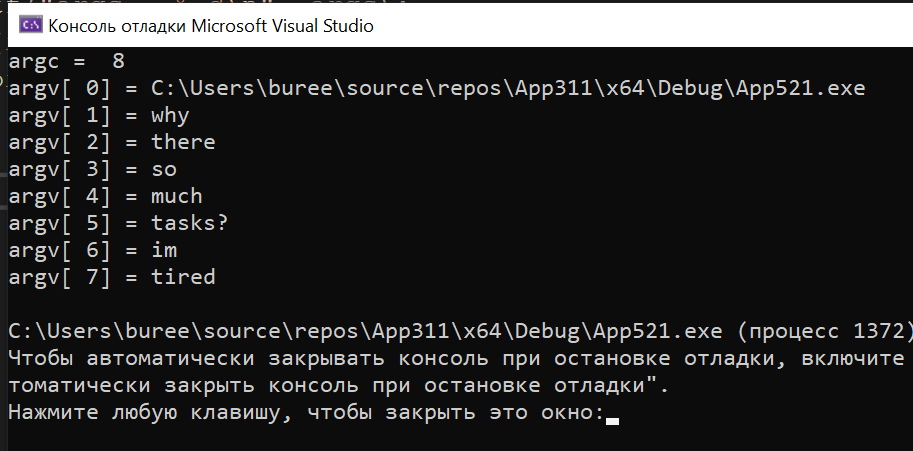 Консоль отладки Microsoft Visual Studio
argc =  8
argv[ 0] = C:\Users\buree\source\repos\App311\x64\Debug\App521.exe
argv[ 1] = why
argv[ 2] = there
argv[ 3] = so
argv[ 4] = much
argv[ 5] = tasks?
argv[ 6] = im
argv[ 7] = tired
C:\Users\buree\source\repos\App311\x64\Debug\App521.exe (процесс 1372)
Чтобы автоматически закрывать консоль при остановке отладки, включите
томатически закрыть консоль при остановке отладки".
Нажмите любую клавишу, чтобы закрыть это окно: